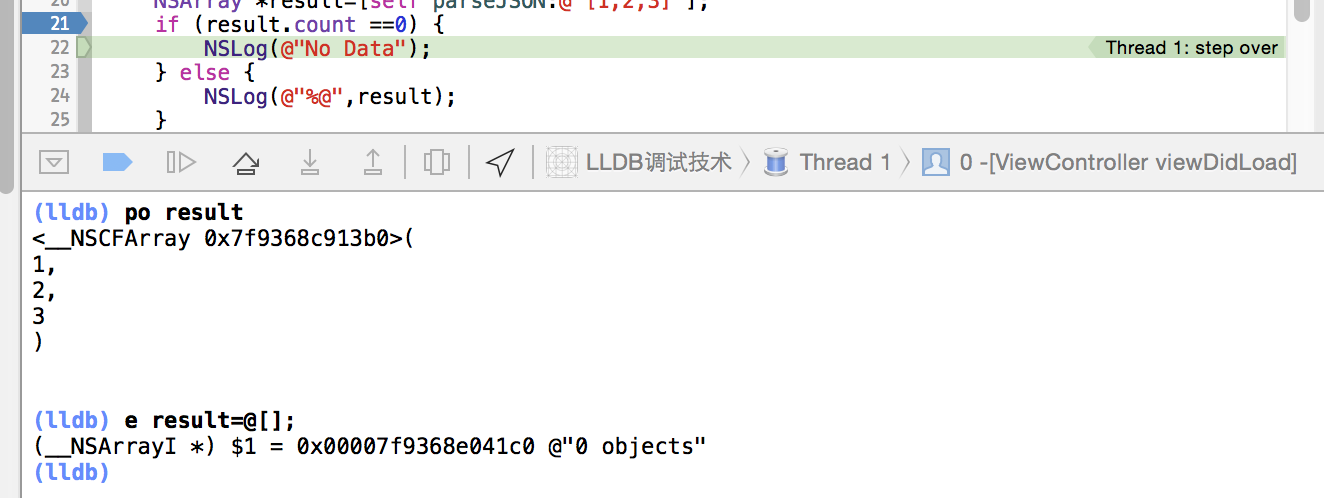 20 NSArray *result=[self parseJSON:@"[1,2,3]"];
21 if (result.count ==0) {
22 NSLog(@"No Data"); Thread 1: step over
23 } else {
24 NSLog(@"%@",result);
25 }
LLDB调试技术 Thread 1 0 -[ViewController viewDidLoad]
(lldb) po result
<__NSCFArray 0x7f9368c913b0>(
1,
2,
3
)
(lldb) e result=@[];
(__NSArrayI *) $1 = 0x00007f9368e041c0 @"0 objects"
(lldb)